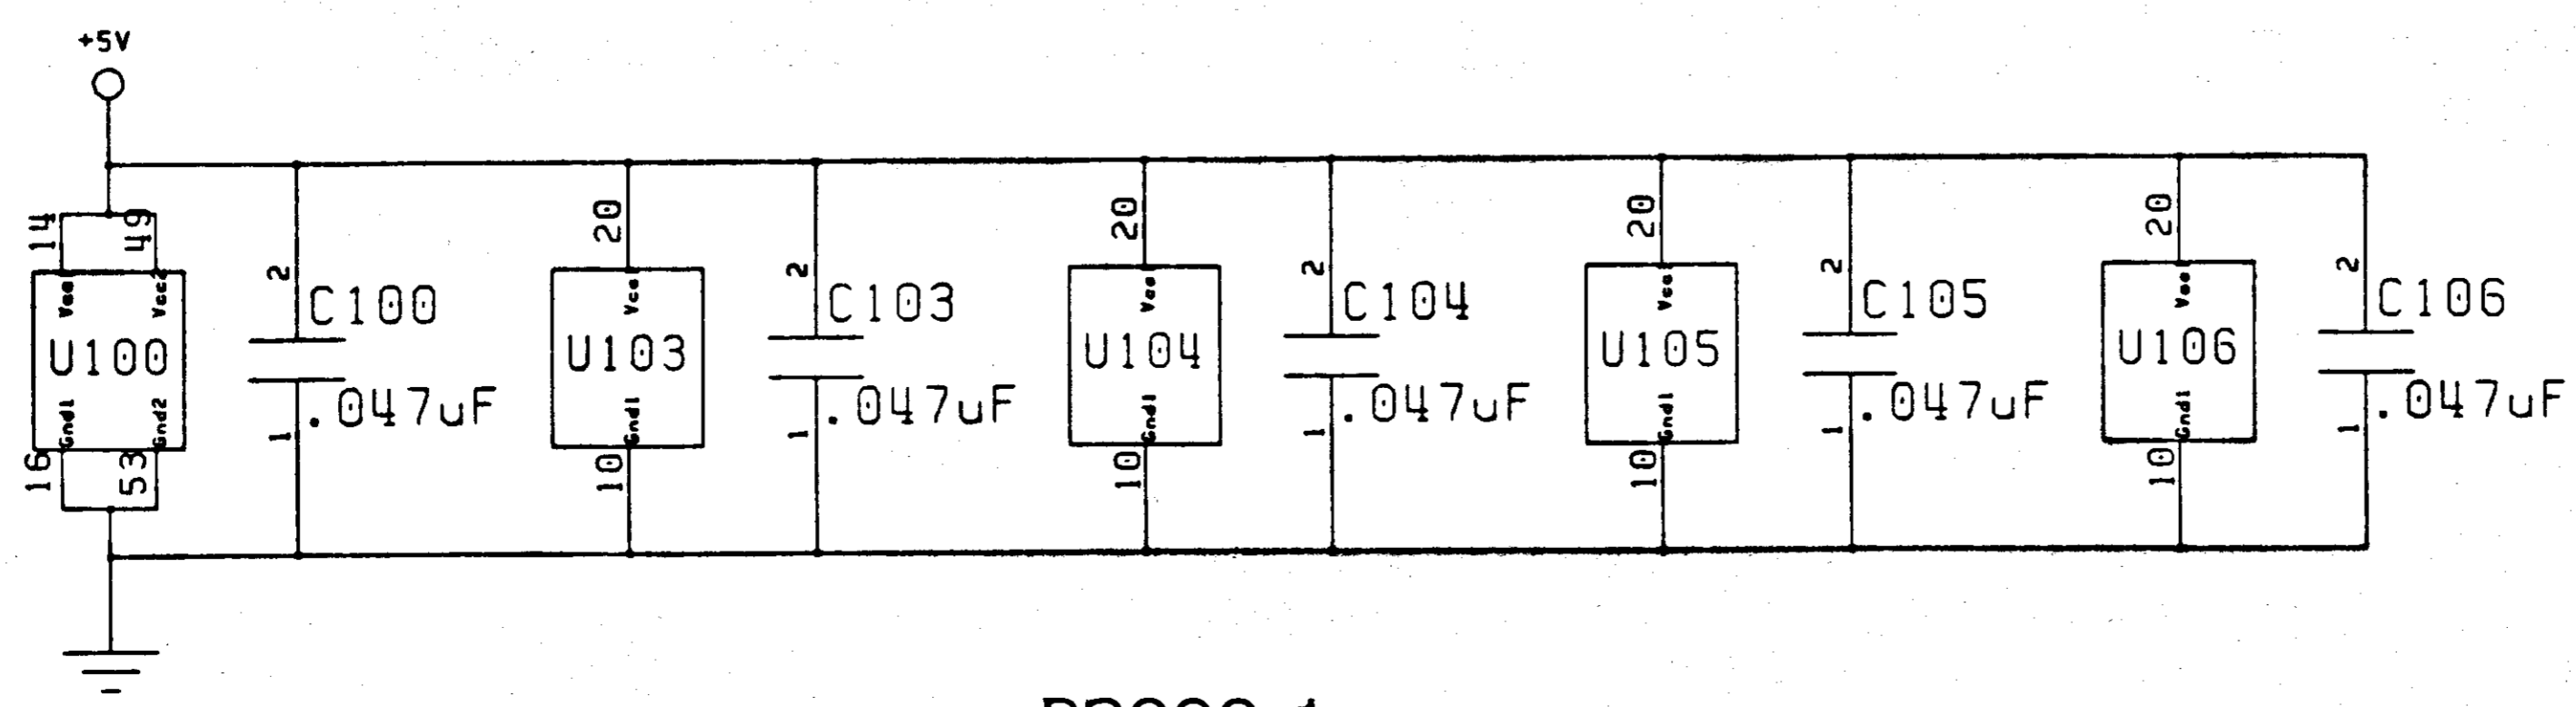 +5V
14
49
Vcc
Vcc2
U100
Gnd1
Gnd2
16
53
2
C100
.047uF
1
20
Vcc
U103
Gnd1
10
2
C103
.047uF
1
20
Vcc
U104
Gnd1
10
2
C104
.047uF
1
20
Vcc
U105
Gnd1
10
2
C105
.047uF
1
20
Vcc
U106
Gnd1
10
2
C106
.047uF
1